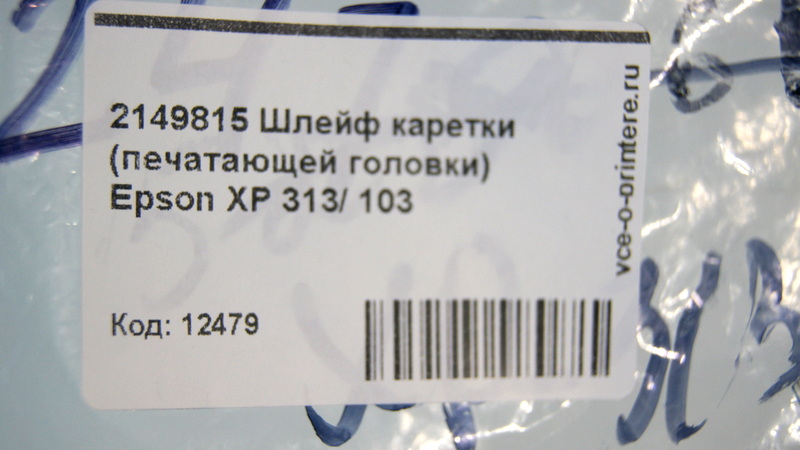 2149815 Шлейф каретки
(печатающей головки)
Epson XP 313/ 103
Код: 12479
vce-o-printere.ru